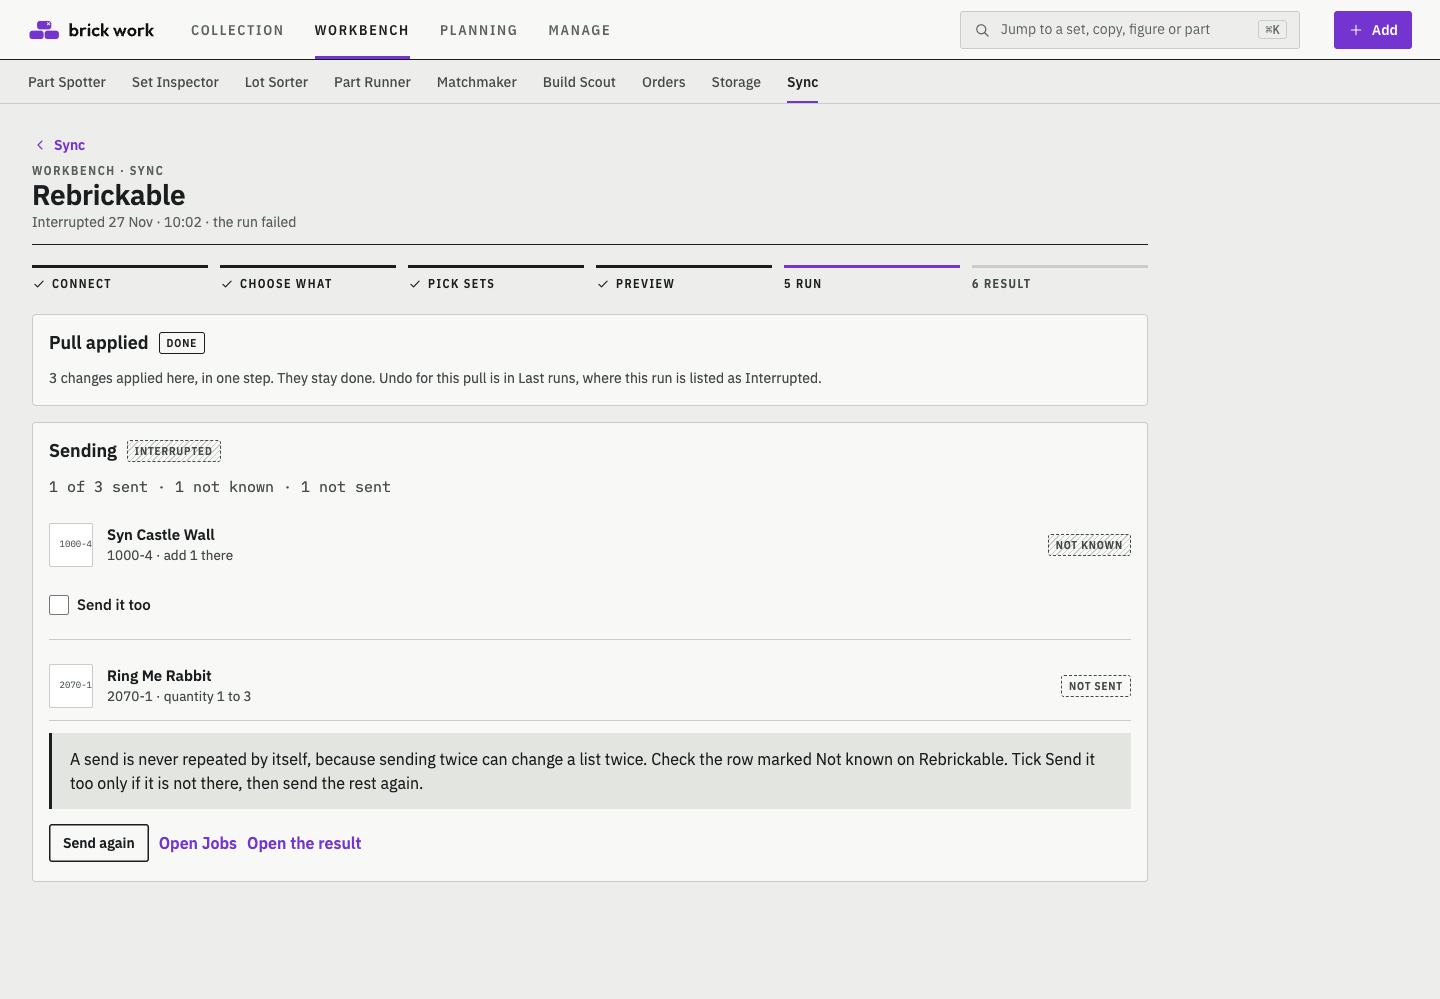 brick work
COLLECTION
WORKBENCH
PLANNING
MANAGE
Jump to a set, copy, figure or part
⌘K
+ Add
Part Spotter
Set Inspector
Lot Sorter
Part Runner
Matchmaker
Build Scout
Orders
Storage
Sync
Sync
WORKBENCH · SYNC
Rebrickable
Interrupted 27 Nov · 10:02 · the run failed
CONNECT
CHOOSE WHAT
PICK SETS
PREVIEW
5 RUN
6 RESULT
Pull applied
DONE
3 changes applied here, in one step. They stay done. Undo for this pull is in Last runs, where this run is listed as Interrupted.
Sending
INTERRUPTED
1 of 3 sent · 1 not known · 1 not sent
1000-4
Syn Castle Wall
1000-4 · add 1 there
NOT KNOWN
Send it too
2070-1
Ring Me Rabbit
2070-1 · quantity 1 to 3
NOT SENT
A send is never repeated by itself, because sending twice can change a list twice. Check the row marked Not known on Rebrickable. Tick Send it
too only if it is not there, then send the rest again.
Send again
Open Jobs
Open the result